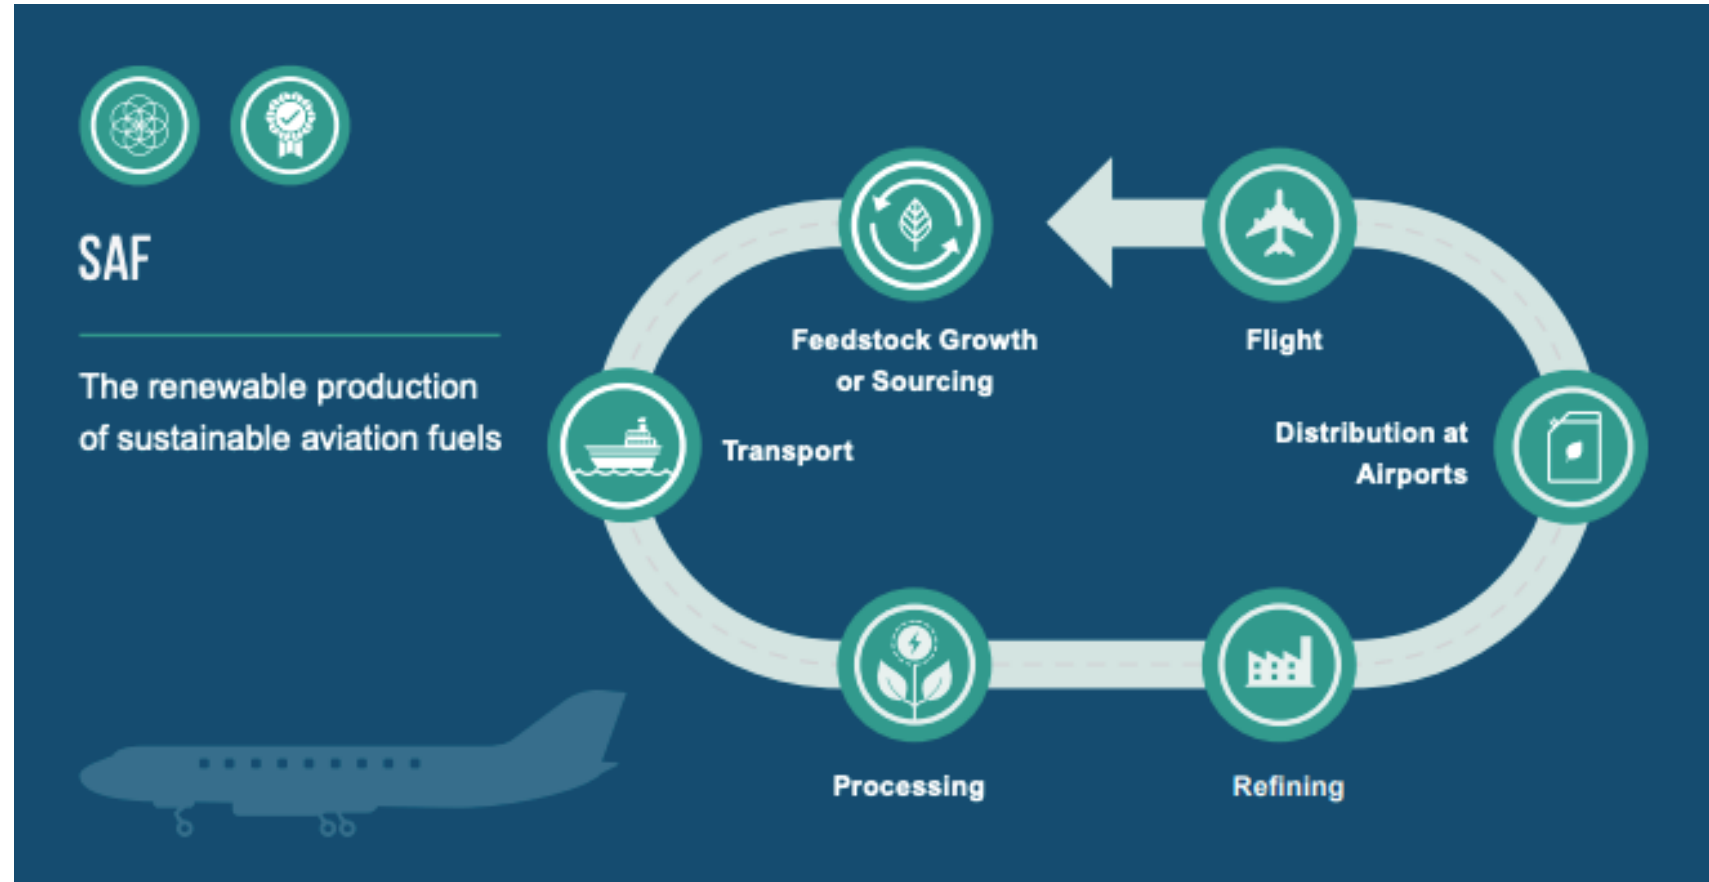 SAF
The renewable production
of sustainable aviation fuels
Feedstock Growth
or Sourcing
Flight
Transport
Distribution at
Airports
Processing
Refining